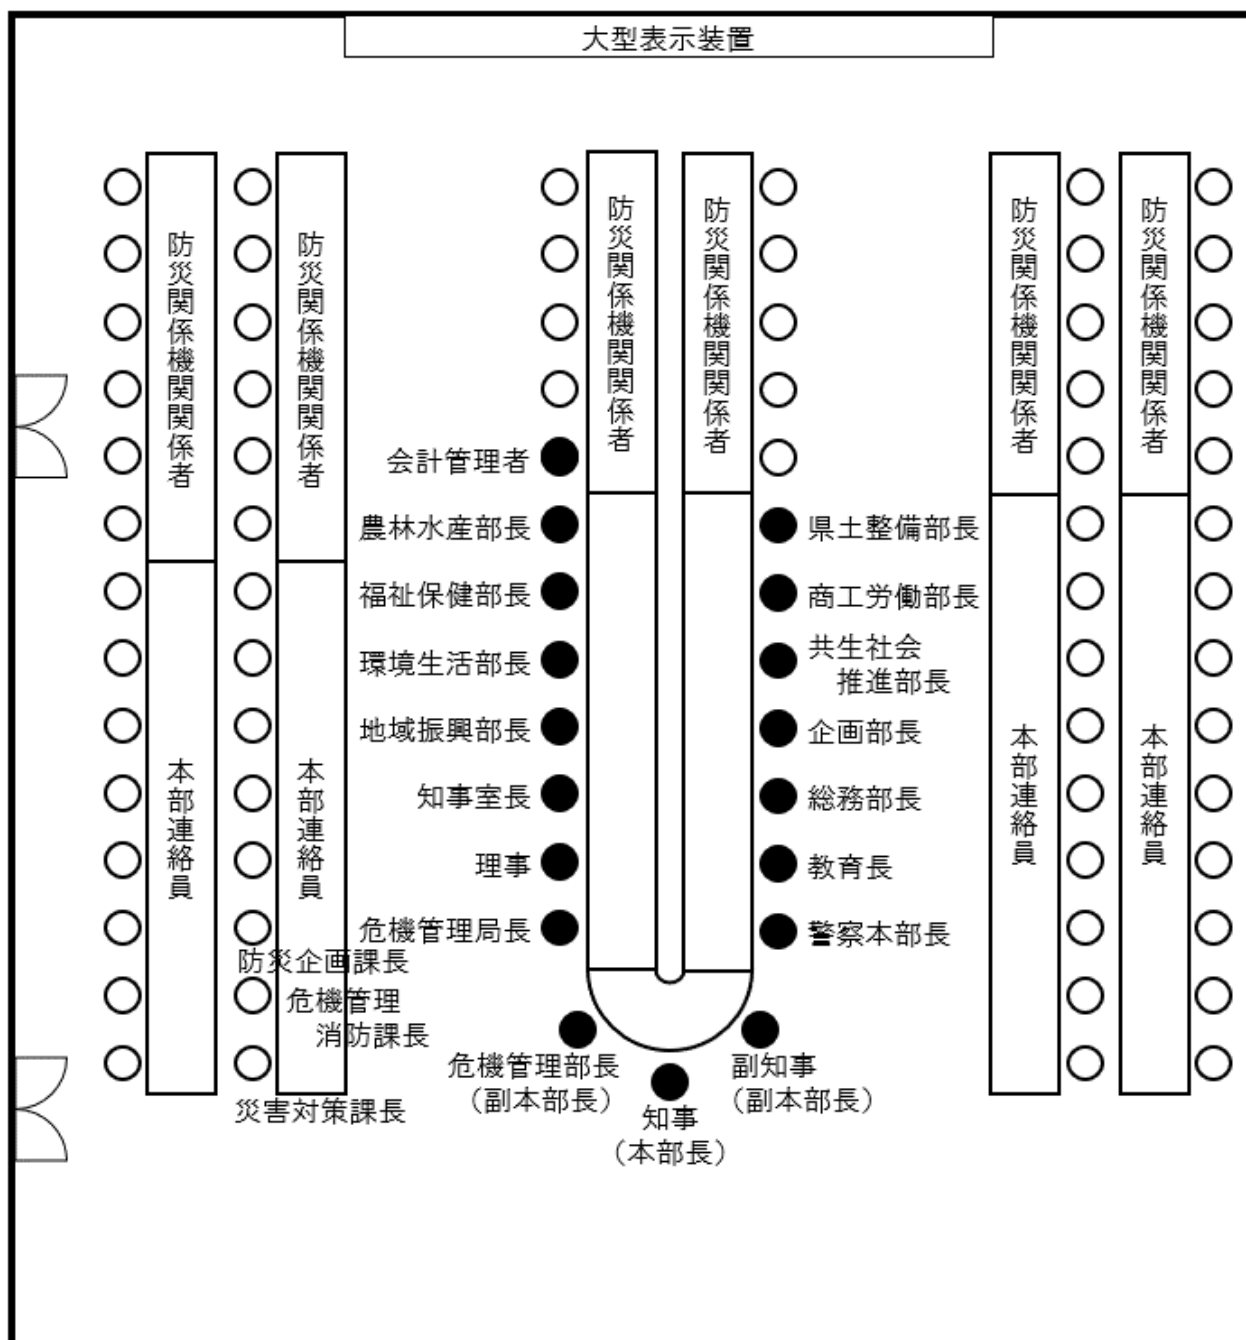 大型表示装置
防災関係機関関係者
防災関係機関関係者
防災関係機関関係者
防災関係機関関係者
防災関係機関関係者
防災関係機関関係者
会計管理者
農林水産部長
福祉保健部長
環境生活部長
地域振興部長
知事室長
理事
危機管理局長
県土整備部長
商工労働部長
共生社会
推進部長
企画部長
総務部長
教育長
警察本部長
本部連絡員
本部連絡員
本部連絡員
本部連絡員
防災企画課長
危機管理
消防課長
災害対策課長
危機管理部長
（副本部長）
知事
（本部長）
副知事
（副本部長）